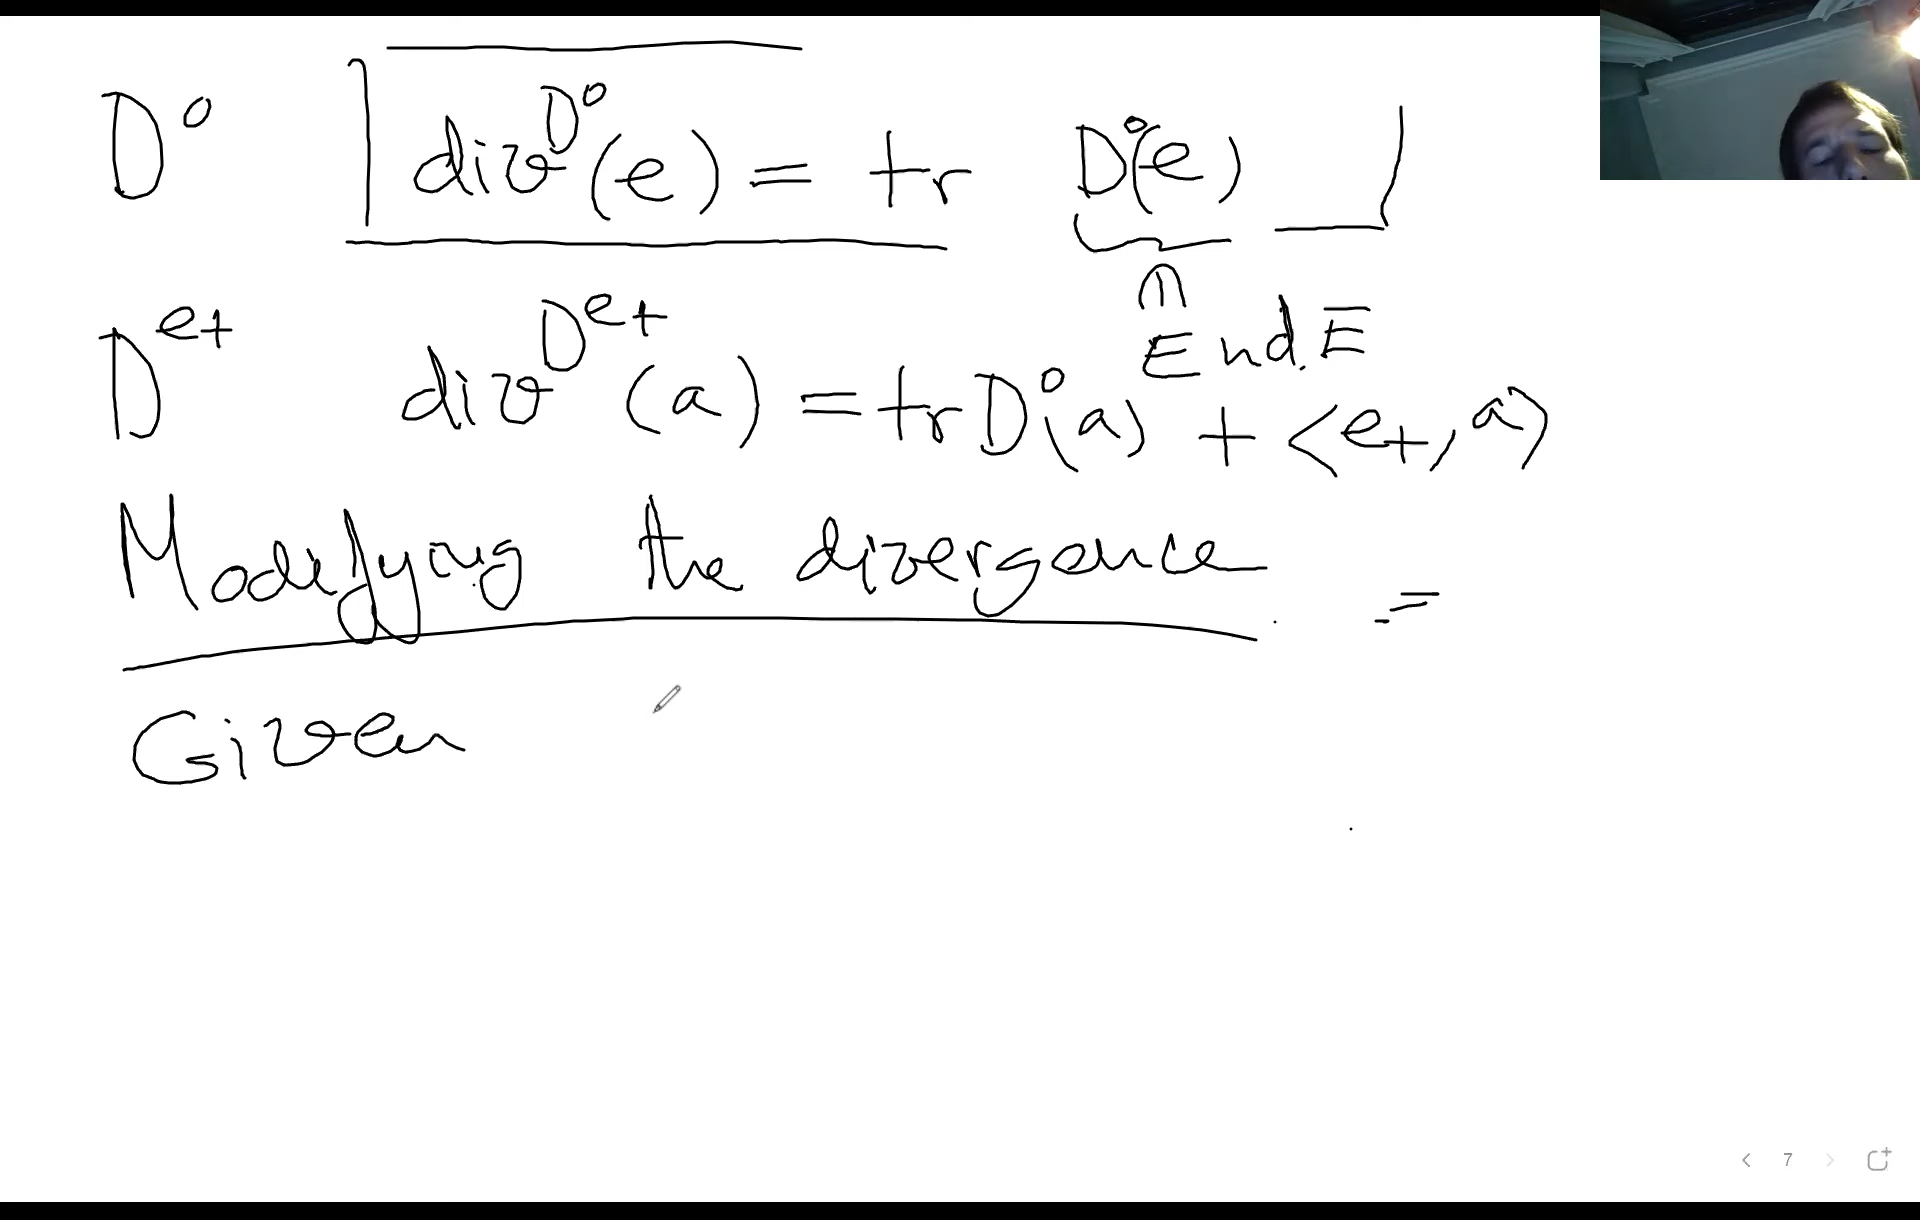 D° div^{D°}(e) = tr D°(e)
∩
End E
D^{e+} div^{D^{e+}}(a) = tr D°(a) + <e+, a>
Modifying the divergence =
Given
7